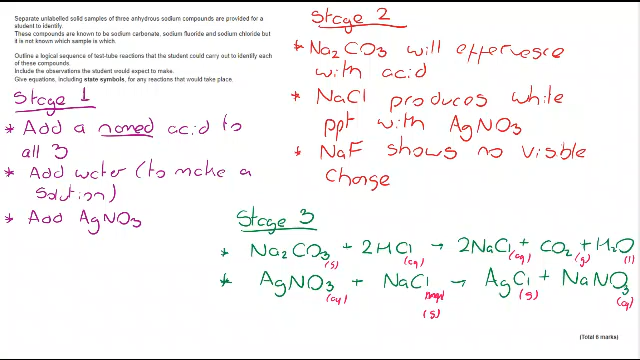 Separate unlabelled solid samples of three anhydrous sodium compounds are provided for a
student to identify.
These compounds are known to be sodium carbonate, sodium fluoride and sodium chloride but
it is not known which sample is which.
Outline a logical sequence of test-tube reactions that the student could carry out to identify each
of these compounds.
Include the observations the student would expect to make.
Give equations, including state symbols, for any reactions that would take place.
Stage 1
* Add a named acid to
all 3
* Add water (to make a
solution)
* Add AgNO3
Stage 2
* Na2CO3 will effervesce
with acid
* NaCl produces white
ppt with AgNO3
* NaF shows no visible
change
Stage 3
* Na2CO3(s) + 2HCl(aq) → 2NaCl(aq) + CO2(g) + H2O(l)
* AgNO3(aq) + NaCl(s) → AgCl(s) + NaNO3(aq)
(Total 6 marks)